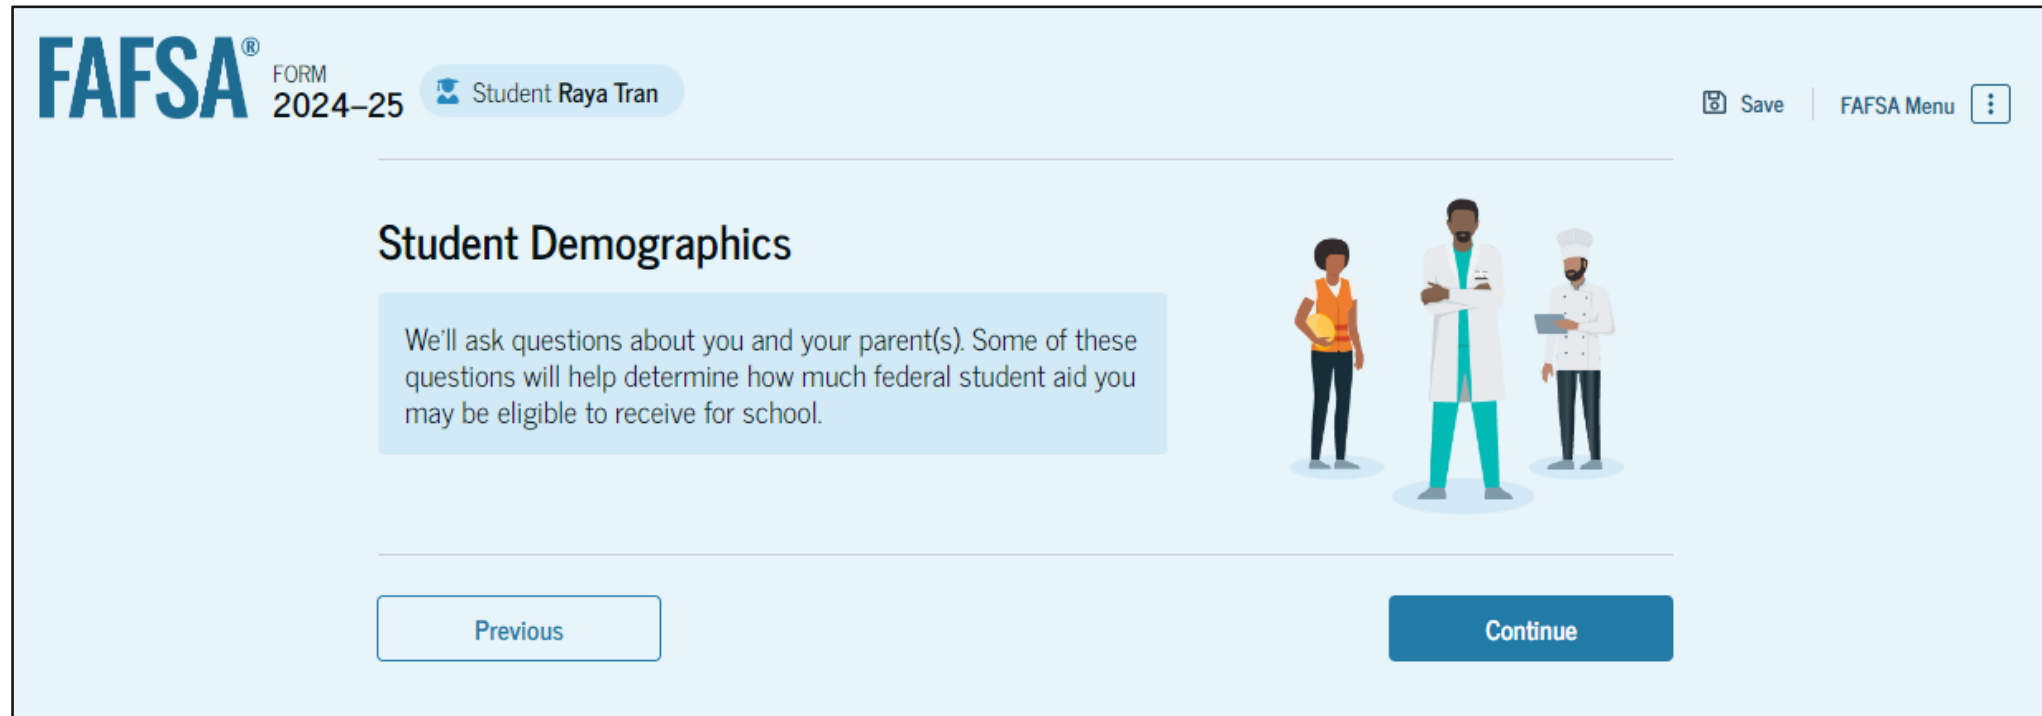 FAFSA®
FORM
2024–25
Student Raya Tran
Save
FAFSA Menu
Student Demographics
We'll ask questions about you and your parent(s). Some of these
questions will help determine how much federal student aid you
may be eligible to receive for school.
Previous
Continue